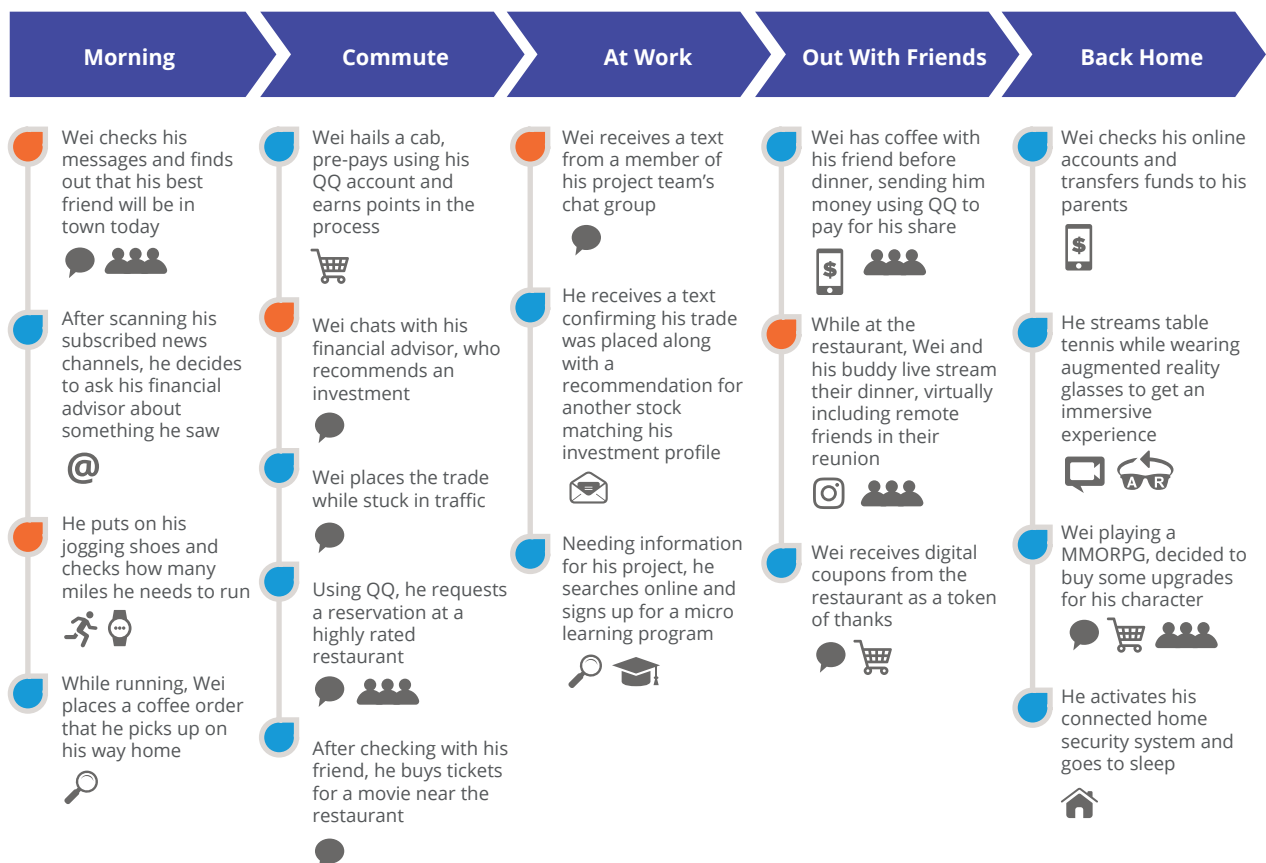 Morning
Commute
At Work
Out With Friends
Back Home
Wei checks his
messages and finds
out that his best
friend will be in
town today
After scanning his
subscribed news
channels, he decides
to ask his financial
advisor about
something he saw
@
He puts on his
jogging shoes and
checks how many
miles he needs to run
While running, Wei
places a coffee order
that he picks up on
his way home
Wei hails a cab,
pre-pays using his
QQ account and
earns points in the
process
Wei chats with his
financial advisor, who
recommends an
investment
Wei places the trade
while stuck in traffic
Using QQ, he requests
a reservation at a
highly rated
restaurant
After checking with his
friend, he buys tickets
for a movie near the
restaurant
Wei receives a text
from a member of
his project team’s
chat group
He receives a text
confirming his trade
was placed along
with a
recommendation for
another stock
matching his
investment profile
Needing information
for his project, he
searches online and
signs up for a micro
learning program
Wei has coffee with
his friend before
dinner, sending him
money using QQ to
pay for his share
$
While at the
restaurant, Wei and
his buddy live stream
their dinner, virtually
including remote
friends in their
reunion
Wei receives digital
coupons from the
restaurant as a token
of thanks
Wei checks his online
accounts and
transfers funds to his
parents
$
He streams table
tennis while wearing
augmented reality
glasses to get an
immersive
experience
A R
Wei playing a
MMORPG, decided to
buy some upgrades
for his character
He activates his
connected home
security system and
goes to sleep